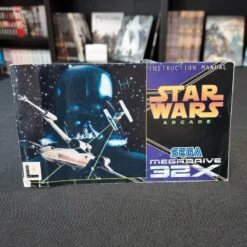 INSTRUCTION MANUAL
STAR
WARS
ARCADE
SEGA
MEGADRIVE
32X